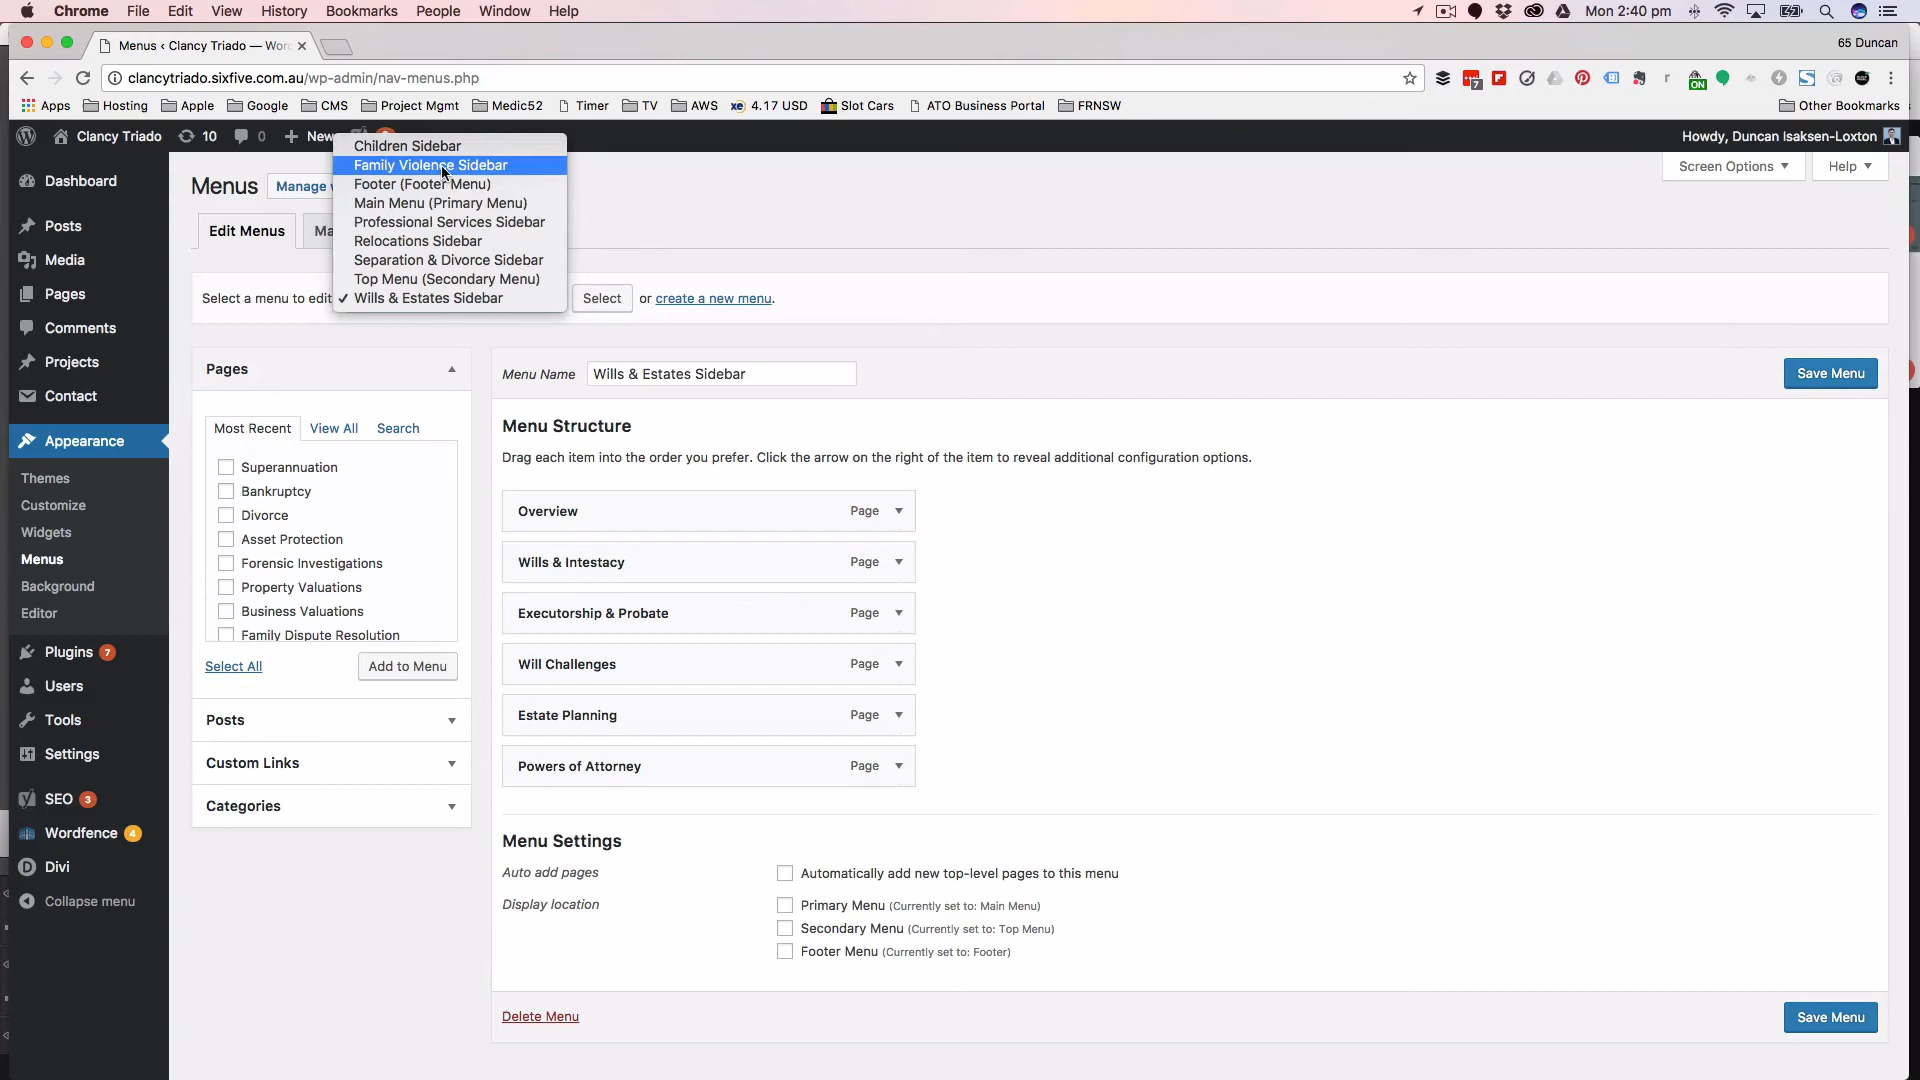 Chrome File Edit View History Bookmarks People Window Help Mon 2:40 pm
Menus ‹ Clancy Triado — Wor 65 Duncan
clancytriado.sixfive.com.au/wp-admin/nav-menus.php
Apps Hosting Apple Google CMS Project Mgmt Medic52 Timer TV AWS xe 4.17 USD Slot Cars ATO Business Portal FRNSW Other Bookmarks
Clancy Triado 10 0 New Howdy, Duncan Isaksen-Loxton
Screen Options Help
Children Sidebar
Family Violence Sidebar
Footer (Footer Menu)
Main Menu (Primary Menu)
Professional Services Sidebar
Relocations Sidebar
Separation & Divorce Sidebar
Top Menu (Secondary Menu)
✓ Wills & Estates Sidebar
Dashboard
Posts
Media
Pages
Comments
Projects
Contact
Appearance
Themes
Customize
Widgets
Menus
Background
Editor
Plugins 7
Users
Tools
Settings
SEO 3
Wordfence 4
Divi
Collapse menu
Menus Manage
Edit Menus Ma
Select a menu to edit Select or create a new menu.
Pages
Most Recent View All Search
Superannuation
Bankruptcy
Divorce
Asset Protection
Forensic Investigations
Property Valuations
Business Valuations
Family Dispute Resolution
Select All Add to Menu
Posts
Custom Links
Categories
Menu Name Wills & Estates Sidebar Save Menu
Menu Structure
Drag each item into the order you prefer. Click the arrow on the right of the item to reveal additional configuration options.
Overview Page
Wills & Intestacy Page
Executorship & Probate Page
Will Challenges Page
Estate Planning Page
Powers of Attorney Page
Menu Settings
Auto add pages Automatically add new top-level pages to this menu
Display location Primary Menu (Currently set to: Main Menu)
Secondary Menu (Currently set to: Top Menu)
Footer Menu (Currently set to: Footer)
Delete Menu Save Menu